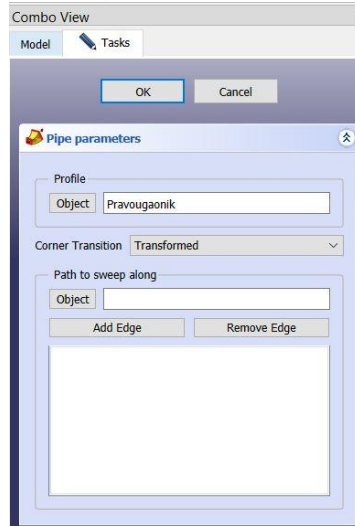 Combo View
Model Tasks
OK Cancel
Pipe parameters
Profile
Object Pravougaonik
Corner Transition Transformed
Path to sweep along
Object
Add Edge Remove Edge